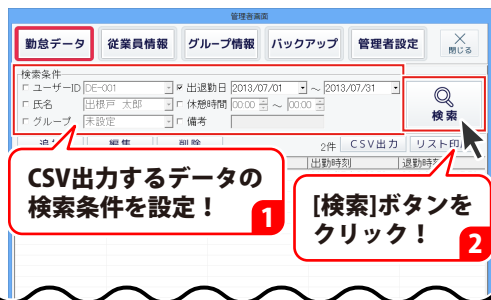 管理者画面
勤怠データ 従業員情報 グループ情報 バックアップ 管理者設定 閉じる
検索条件
ユーザーID DE-001 出退勤日 2013/07/01 ～ 2013/07/31
氏名 出根戸 太郎 休憩時間 00:00 ～ 00:00
グループ 未設定 備考
検索
2件 CSV出力 リスト印
出勤時刻
CSV出力するデータの
検索条件を設定！
1
[検索]ボタンを
クリック！
2